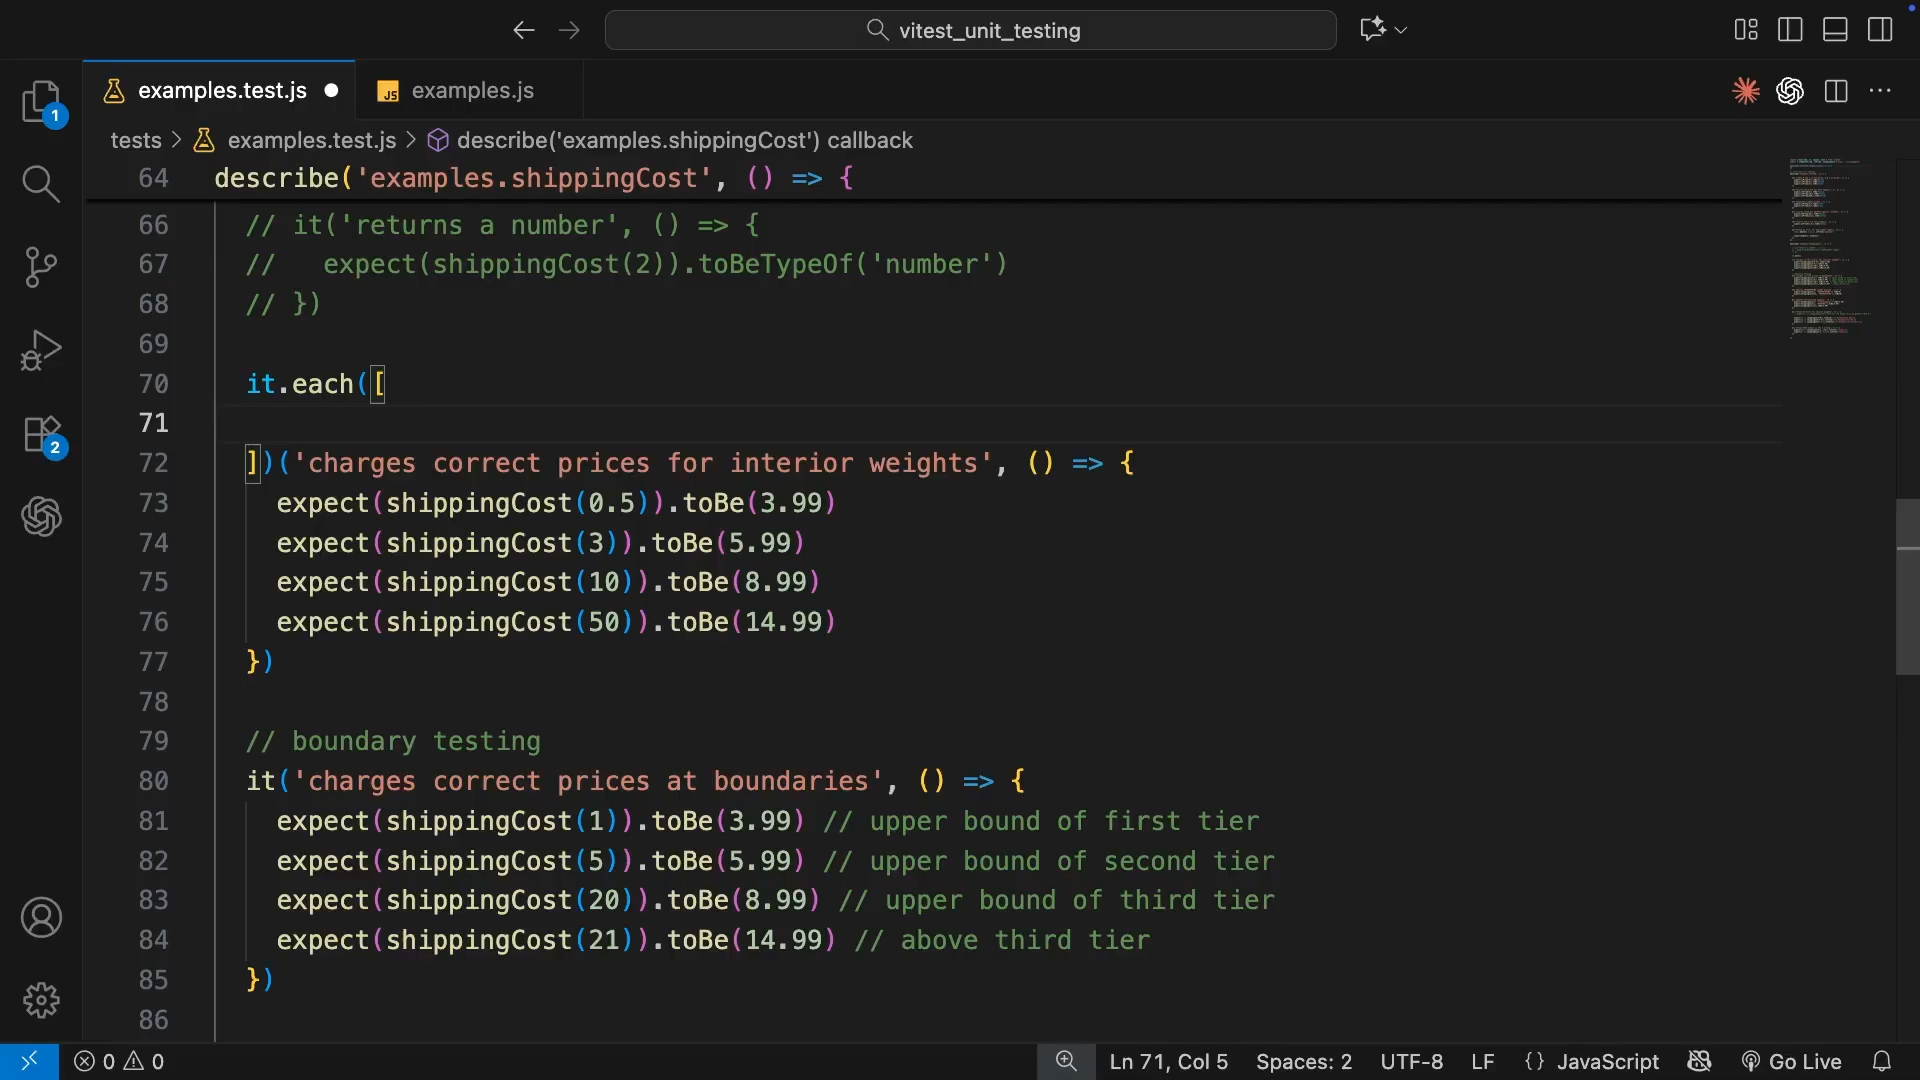 vitest_unit_testing
examples.test.js
JS examples.js
tests > examples.test.js > describe('examples.shippingCost') callback
64 describe('examples.shippingCost', () => {
66 // it('returns a number', () => {
67 //   expect(shippingCost(2)).toBeTypeOf('number')
68 // })
69
70 it.each([
71
72 ])('charges correct prices for interior weights', () => {
73 expect(shippingCost(0.5)).toBe(3.99)
74 expect(shippingCost(3)).toBe(5.99)
75 expect(shippingCost(10)).toBe(8.99)
76 expect(shippingCost(50)).toBe(14.99)
77 })
78
79 // boundary testing
80 it('charges correct prices at boundaries', () => {
81 expect(shippingCost(1)).toBe(3.99) // upper bound of first tier
82 expect(shippingCost(5)).toBe(5.99) // upper bound of second tier
83 expect(shippingCost(20)).toBe(8.99) // upper bound of third tier
84 expect(shippingCost(21)).toBe(14.99) // above third tier
85 })
86
1
2
0 0 Ln 71, Col 5 Spaces: 2 UTF-8 LF {} JavaScript Go Live